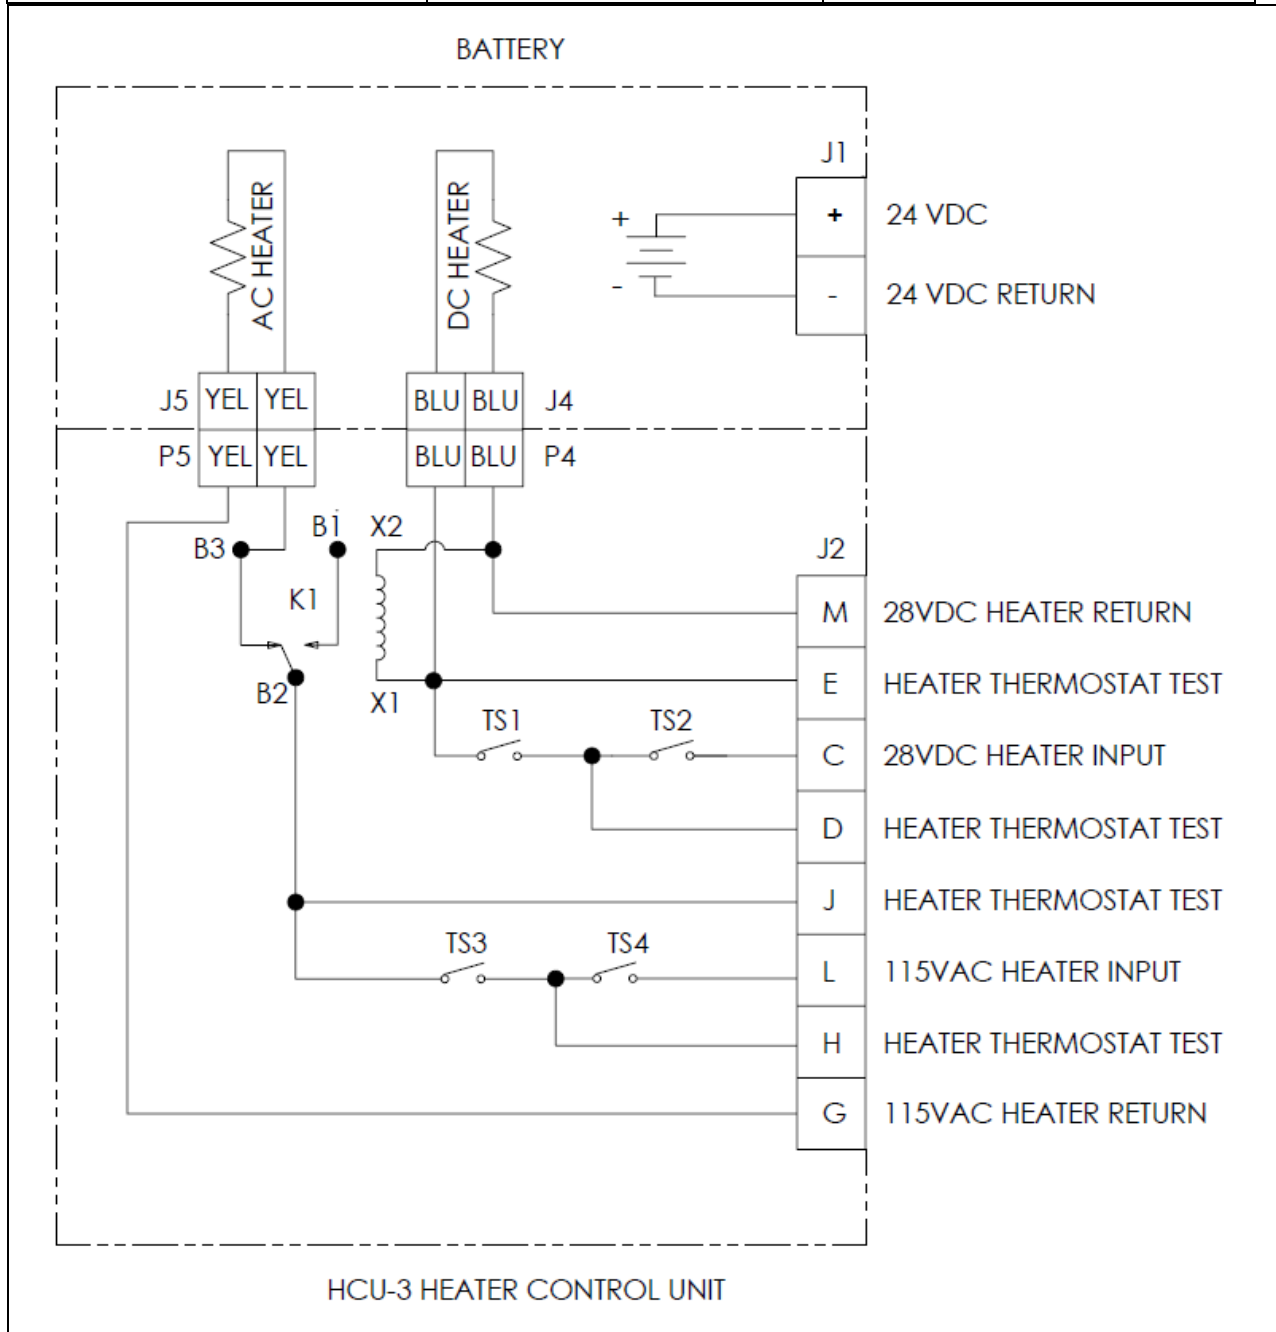 BATTERY
J1
AC HEATER
DC HEATER
+
+
24 VDC
-
-
24 VDC RETURN
J5 YEL YEL BLU BLU J4
P5 YEL YEL BLU BLU P4
B3 B1 X2 J2
K1
M 28VDC HEATER RETURN
B2 X1 E HEATER THERMOSTAT TEST
TS1 TS2
C 28VDC HEATER INPUT
D HEATER THERMOSTAT TEST
J HEATER THERMOSTAT TEST
TS3 TS4
L 115VAC HEATER INPUT
H HEATER THERMOSTAT TEST
G 115VAC HEATER RETURN
HCU-3 HEATER CONTROL UNIT